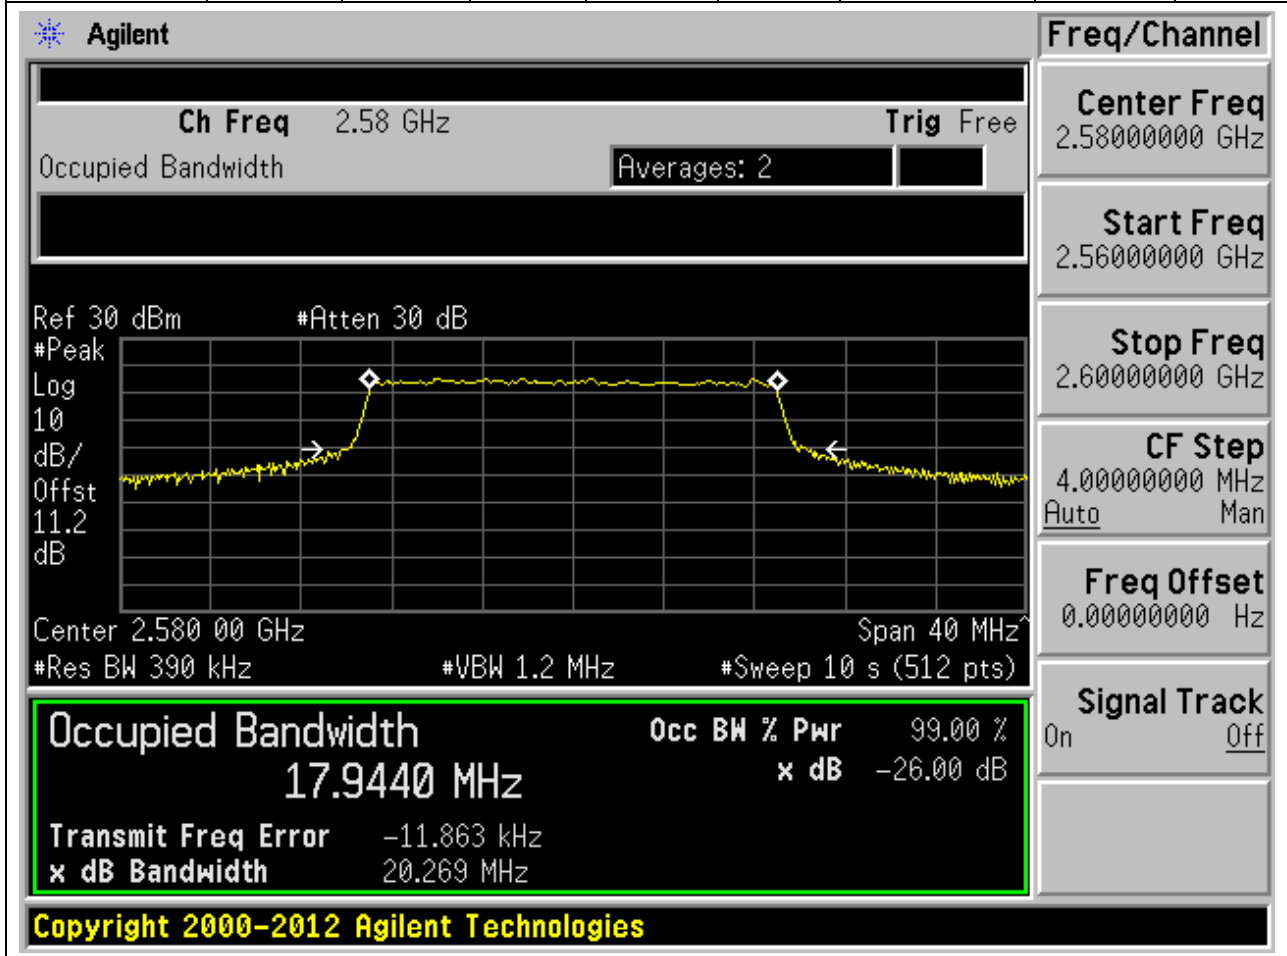 Agilent
Freq/Channel
Ch Freq 2.58 GHz Trig Free
Occupied Bandwidth Averages: 2
Center Freq
2.58000000 GHz
Start Freq
2.56000000 GHz
Stop Freq
2.60000000 GHz
CF Step
4.00000000 MHz
Auto Man
Freq Offset
0.00000000 Hz
Signal Track
On Off
Ref 30 dBm #Atten 30 dB
#Peak
Log
10
dB/
Offst
11.2
dB
Center 2.580 00 GHz Span 40 MHz^
#Res BW 390 kHz #VBW 1.2 MHz #Sweep 10 s (512 pts)
Occupied Bandwidth Occ BW % Pwr 99.00 %
17.9440 MHz x dB -26.00 dB
Transmit Freq Error -11.863 kHz
x dB Bandwidth 20.269 MHz
Copyright 2000-2012 Agilent Technologies